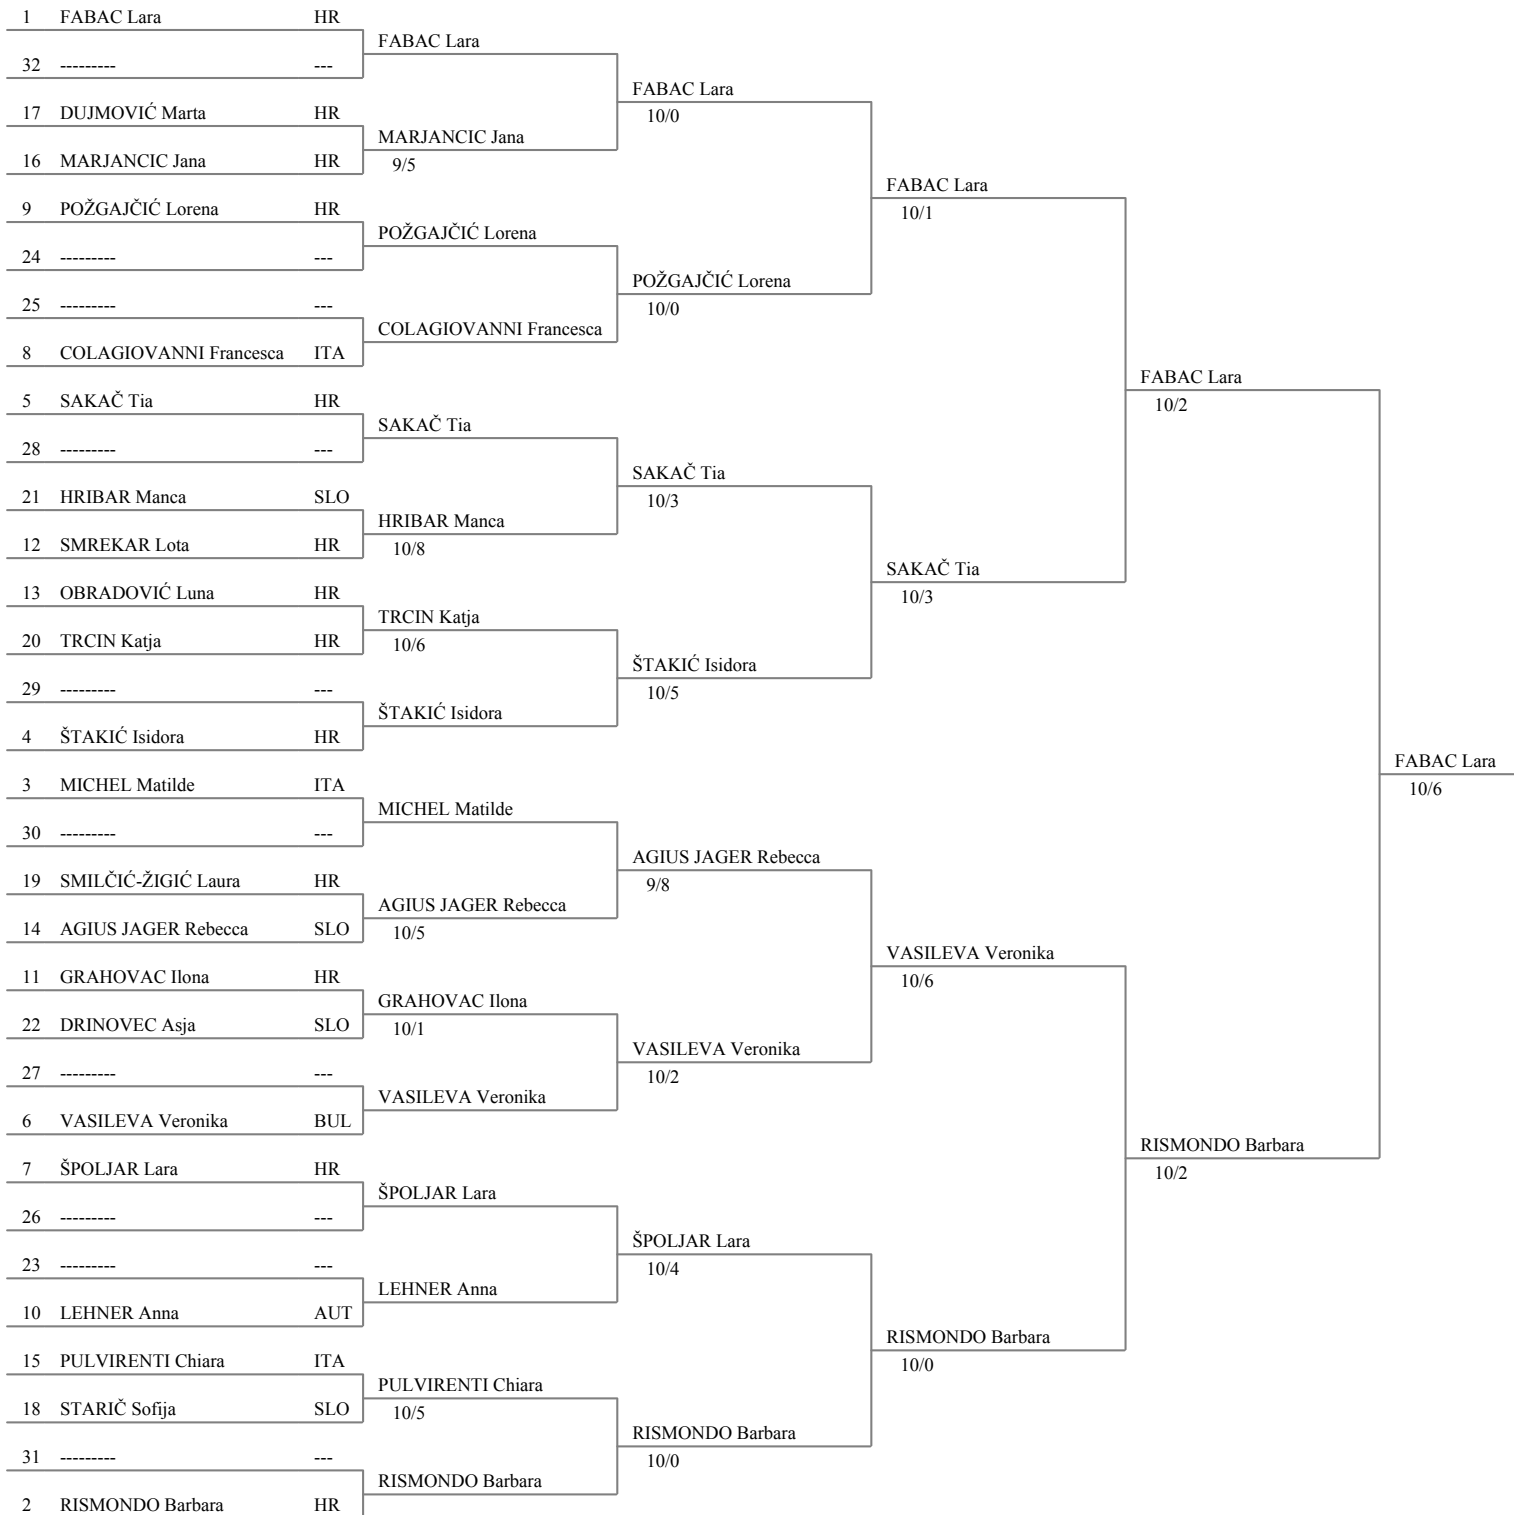 1 FABAC Lara HR
FABAC Lara
32 --------- ---
FABAC Lara
17 DUJMOVIĆ Marta HR
10/0
MARJANCIC Jana
16 MARJANCIC Jana HR
9/5
FABAC Lara
9 POŽGAJČIĆ Lorena HR
10/1
POŽGAJČIĆ Lorena
24 --------- ---
POŽGAJČIĆ Lorena
25 --------- ---
10/0
COLAGIOVANNI Francesca
8 COLAGIOVANNI Francesca ITA
FABAC Lara
5 SAKAČ Tia HR
10/2
SAKAČ Tia
28 --------- ---
SAKAČ Tia
21 HRIBAR Manca SLO
10/3
HRIBAR Manca
12 SMREKAR Lota HR
10/8
SAKAČ Tia
13 OBRADOVIĆ Luna HR
10/3
TRCIN Katja
20 TRCIN Katja HR
10/6
ŠTAKIĆ Isidora
29 --------- ---
10/5
ŠTAKIĆ Isidora
4 ŠTAKIĆ Isidora HR
FABAC Lara
3 MICHEL Matilde ITA
10/6
MICHEL Matilde
30 --------- ---
AGIUS JAGER Rebecca
19 SMILČIĆ-ŽIGIĆ Laura HR
9/8
AGIUS JAGER Rebecca
14 AGIUS JAGER Rebecca SLO
10/5
VASILEVA Veronika
11 GRAHOVAC Ilona HR
10/6
GRAHOVAC Ilona
22 DRINOVEC Asja SLO
10/1
VASILEVA Veronika
27 --------- ---
10/2
VASILEVA Veronika
6 VASILEVA Veronika BUL
RISMONDO Barbara
7 ŠPOLJAR Lara HR
10/2
ŠPOLJAR Lara
26 --------- ---
ŠPOLJAR Lara
23 --------- ---
10/4
LEHNER Anna
10 LEHNER Anna AUT
RISMONDO Barbara
15 PULVIRENTI Chiara ITA
10/0
PULVIRENTI Chiara
18 STARIČ Sofija SLO
10/5
RISMONDO Barbara
31 --------- ---
10/0
RISMONDO Barbara
2 RISMONDO Barbara HR